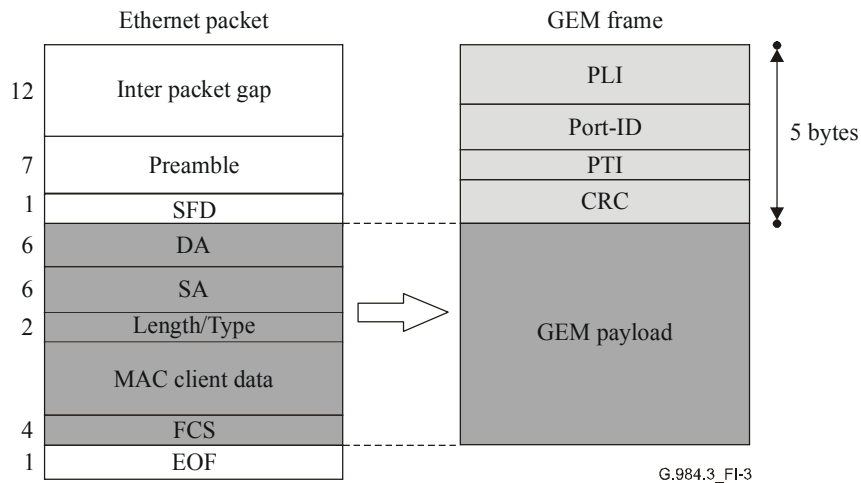 Ethernet packet
GEM frame
12
Inter packet gap
7
Preamble
1
SFD
6
DA
6
SA
2
Length/Type
MAC client data
4
FCS
1
EOF
PLI
Port-ID
PTI
CRC
5 bytes
GEM payload
G.984.3_FI-3